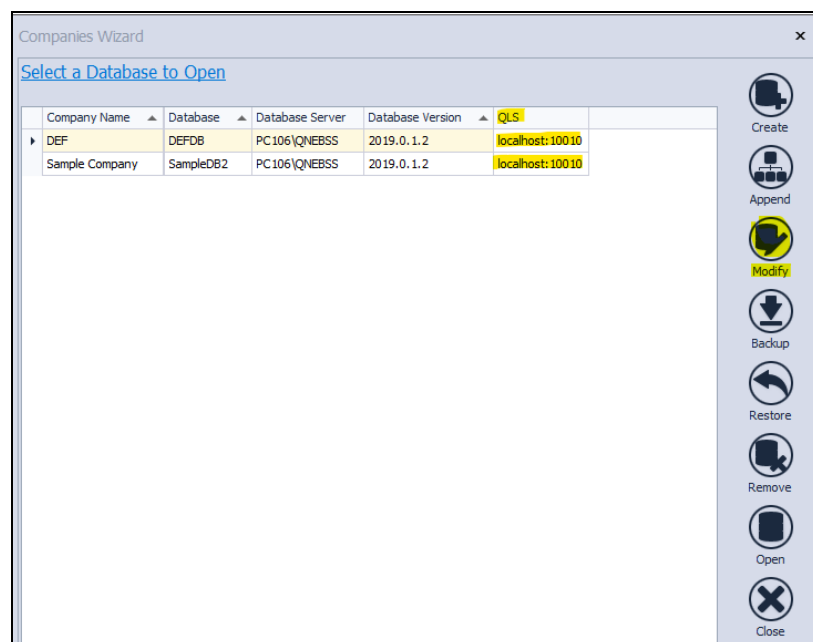 Companies Wizard
Select a Database to Open
Company Name Database Database Server Database Version QLS
DEF DEFDB PC106\QNEBSS 2019.0.1.2 localhost:10010
Sample Company SampleDB2 PC106\QNEBSS 2019.0.1.2 localhost:10010
Create
Append
Modify
Backup
Restore
Remove
Open
Close